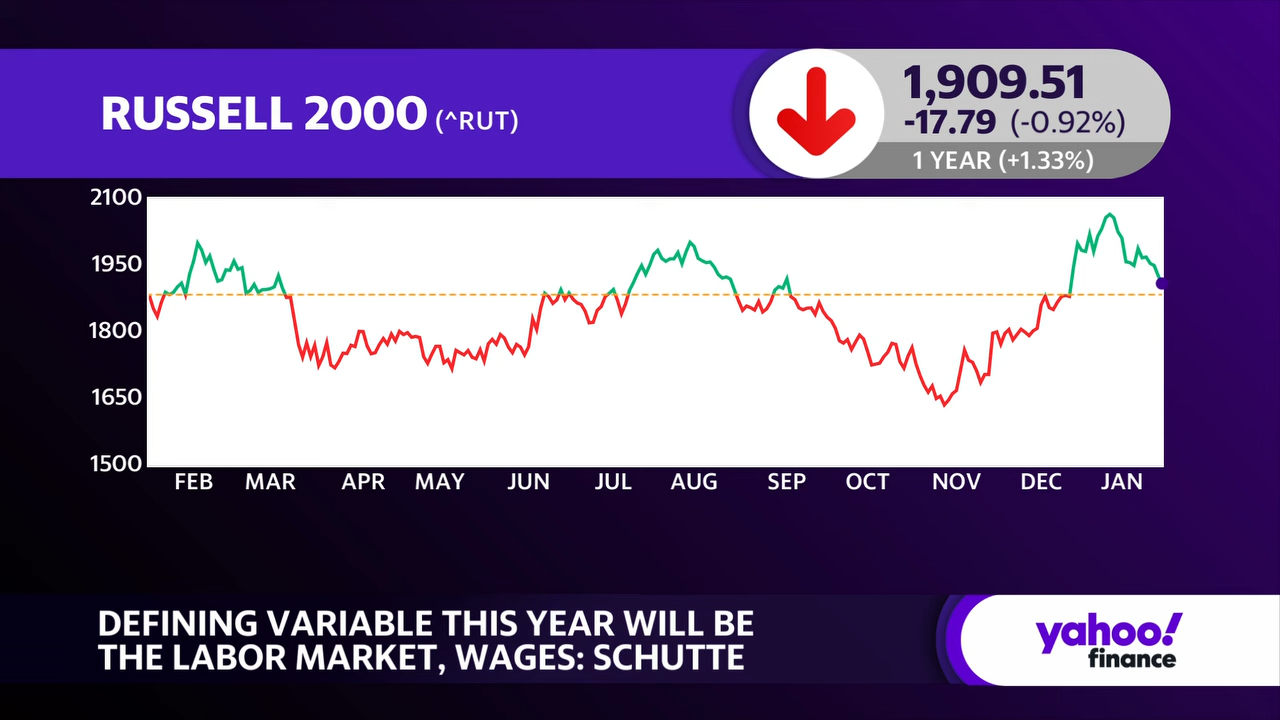 RUSSELL 2000 (^RUT)
1,909.51
-17.79 (-0.92%)
1 YEAR (+1.33%)
2100
1950
1800
1650
1500
FEB MAR APR MAY JUN JUL AUG SEP OCT NOV DEC JAN
DEFINING VARIABLE THIS YEAR WILL BE
THE LABOR MARKET, WAGES: SCHUTTE
yahoo!
finance